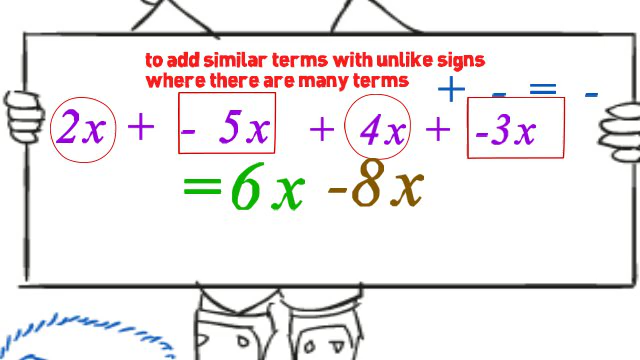 to add similar terms with unlike signs
where there are many terms
+ - = -
2x + - 5x + 4x + -3x
=6x -8x